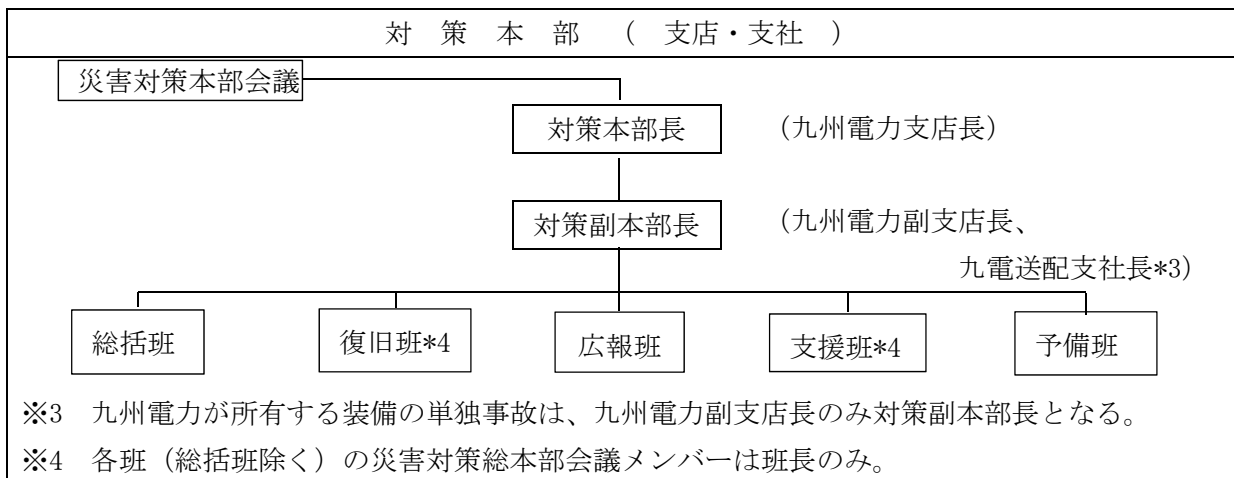 対 策 本 部 ( 支店・支社 )
災害対策本部会議
対策本部長 (九州電力支店長)
対策副本部長 (九州電力副支店長、
九電送配支社長*3)
総括班 復旧班*4 広報班 支援班*4 予備班
※3 九州電力が所有する装備の単独事故は、九州電力副支店長のみ対策副本部長となる。
※4 各班（総括班除く）の災害対策総本部会議メンバーは班長のみ。